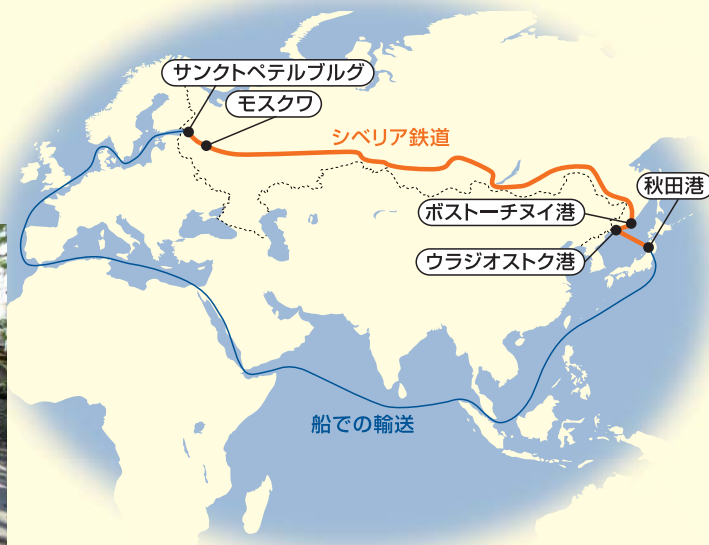 サンクトペテルブルグ
モスクワ
シベリア鉄道
秋田港
ボストーチヌイ港
ウラジオストク港
船での輸送